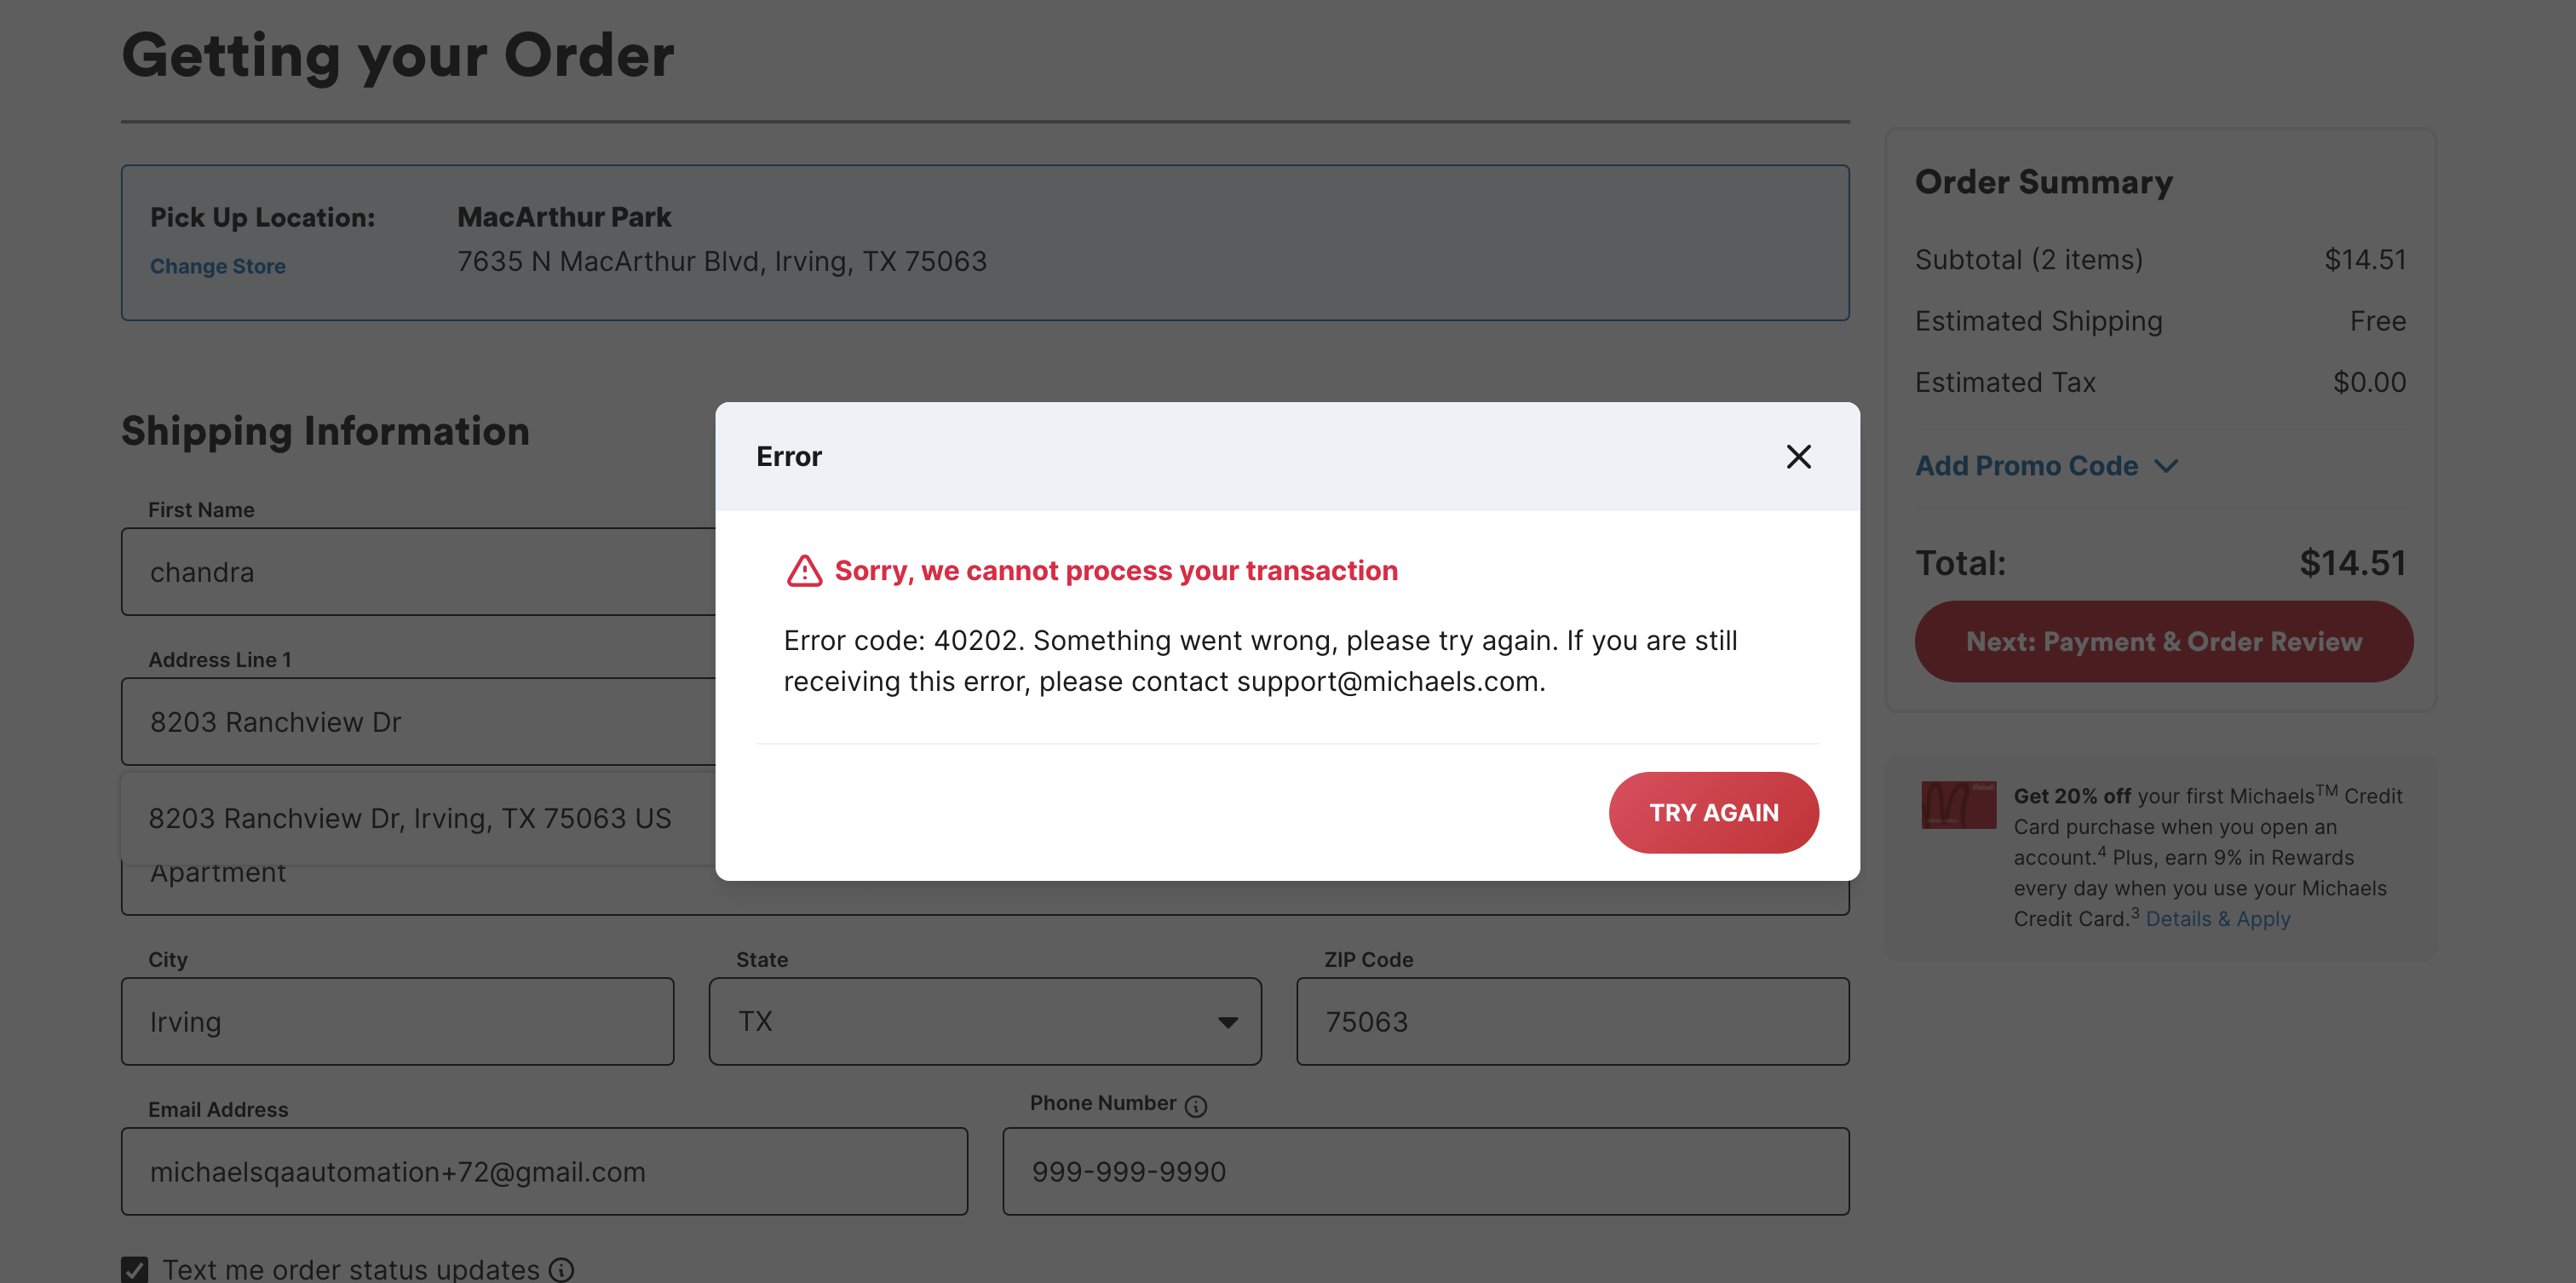 Getting your Order
Pick Up Location:
Change Store
MacArthur Park
7635 N MacArthur Blvd, Irving, TX 75063
Shipping Information
First Name
chandra
Address Line 1
8203 Ranchview Dr
8203 Ranchview Dr, Irving, TX 75063 US
Apartment
City
Irving
State
TX
ZIP Code
75063
Email Address
michaelsqaautomation+72@gmail.com
Phone Number
999-999-9990
Text me order status updates
Error
Sorry, we cannot process your transaction
Error code: 40202. Something went wrong, please try again. If you are still
receiving this error, please contact support@michaels.com.
TRY AGAIN
Order Summary
Subtotal (2 items) $14.51
Estimated Shipping Free
Estimated Tax $0.00
Add Promo Code
Total: $14.51
Next: Payment & Order Review
Get 20% off your first Michaels™ Credit
Card purchase when you open an
account.⁴ Plus, earn 9% in Rewards
every day when you use your Michaels
Credit Card.³ Details & Apply